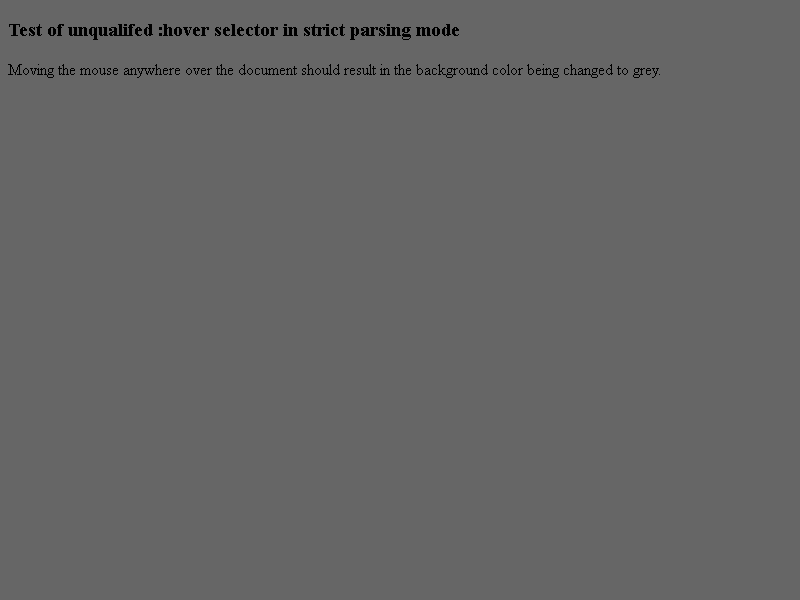 Test of unqualifed :hover selector in strict parsing mode
Moving the mouse anywhere over the document should result in the background color being changed to grey.